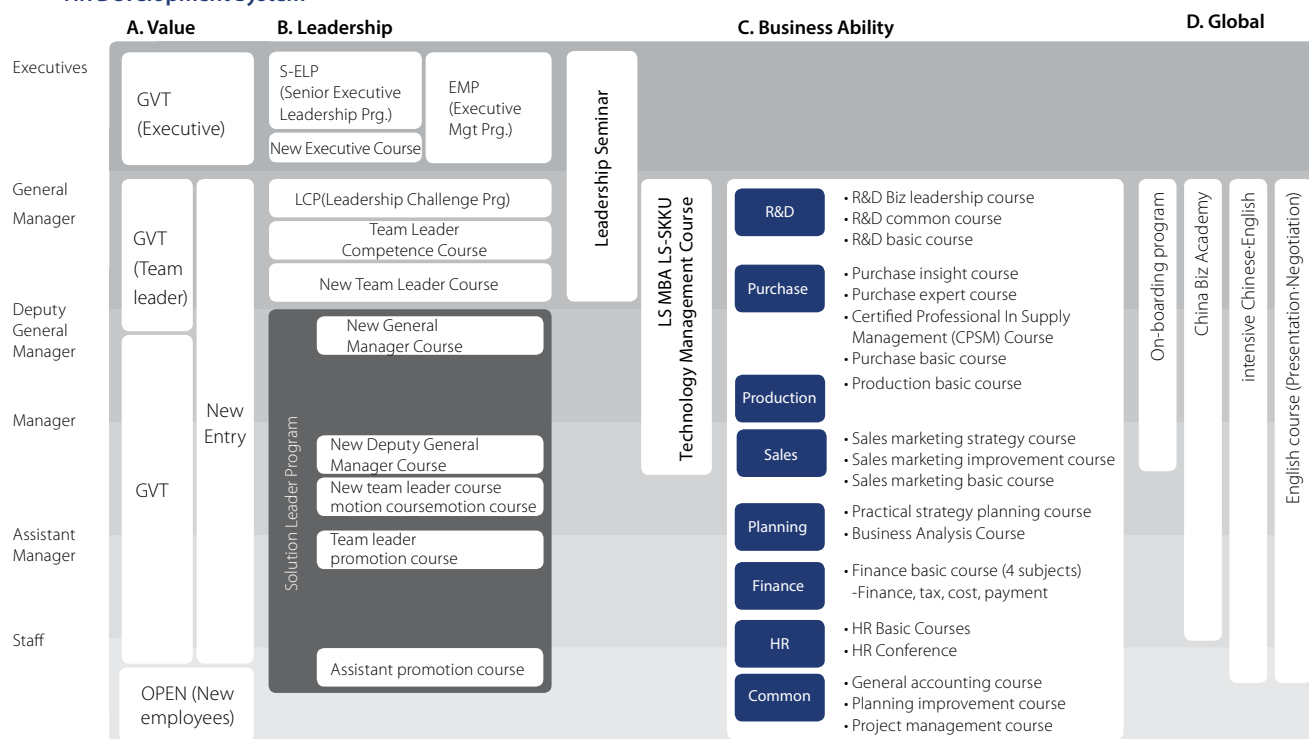 HR Development System
A. Value
B. Leadership
C. Business Ability
D. Global
Executives
General
Manager
Deputy
General
Manager
Manager
Assistant
Manager
Staff
GVT
(Executive)
GVT
(Team
leader)
GVT
New
Entry
OPEN (New
employees)
S-ELP
(Senior Executive
Leadership Prg.)
New Executive Course
EMP
(Executive
Mgt Prg.)
LCP(Leadership Challenge Prg)
Team Leader
Competence Course
New Team Leader Course
Solution Leader Program
New General
Manager Course
New Deputy General
Manager Course
New team leader course
motion coursemotion course
Team leader
promotion course
Assistant promotion course
Leadership Seminar
LS MBA LS-SKKU
Technology Management Course
R&D
• R&D Biz leadership course
• R&D common course
• R&D basic course
Purchase
• Purchase insight course
• Purchase expert course
• Certified Professional In Supply
Management (CPSM) Course
• Purchase basic course
Production
• Production basic course
Sales
• Sales marketing strategy course
• Sales marketing improvement course
• Sales marketing basic course
Planning
• Practical strategy planning course
• Business Analysis Course
Finance
• Finance basic course (4 subjects)
-Finance, tax, cost, payment
HR
• HR Basic Courses
• HR Conference
Common
• General accounting course
• Planning improvement course
• Project management course
On-boarding program
China Biz Academy
intensive Chinese·English
English course (Presentation·Negotiation)